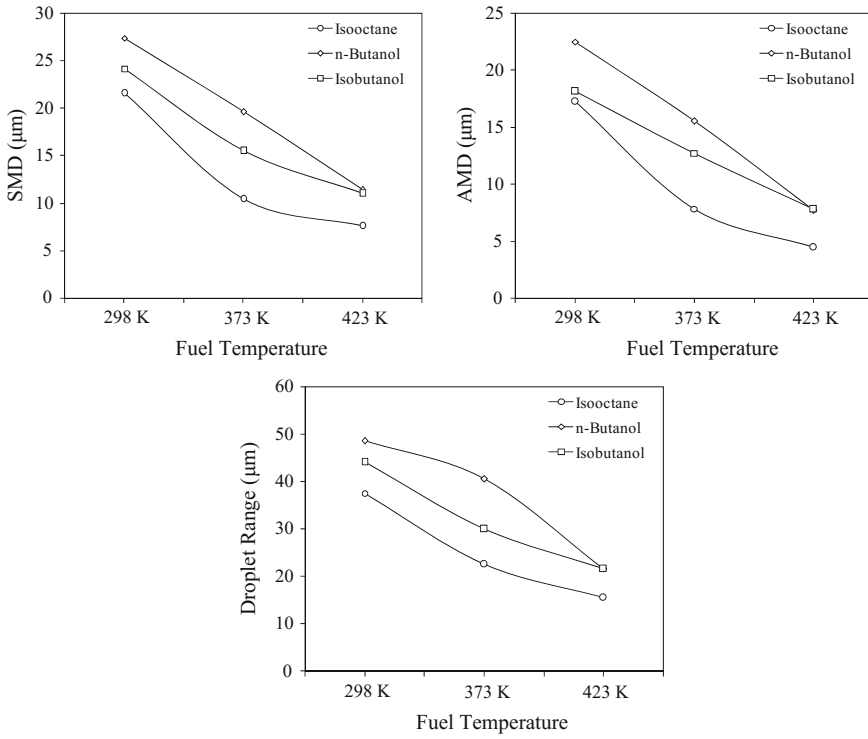 30
25
20
15
10
5
0
SMD (μm)
Isooctane
n-Butanol
Isobutanol
298 K
373 K
423 K
Fuel Temperature
25
20
15
10
5
0
AMD (μm)
Isooctane
n-Butanol
Isobutanol
298 K
373 K
423 K
Fuel Temperature
60
50
40
30
20
10
0
Droplet Range (μm)
Isooctane
n-Butanol
Isobutanol
298 K
373 K
423 K
Fuel Temperature